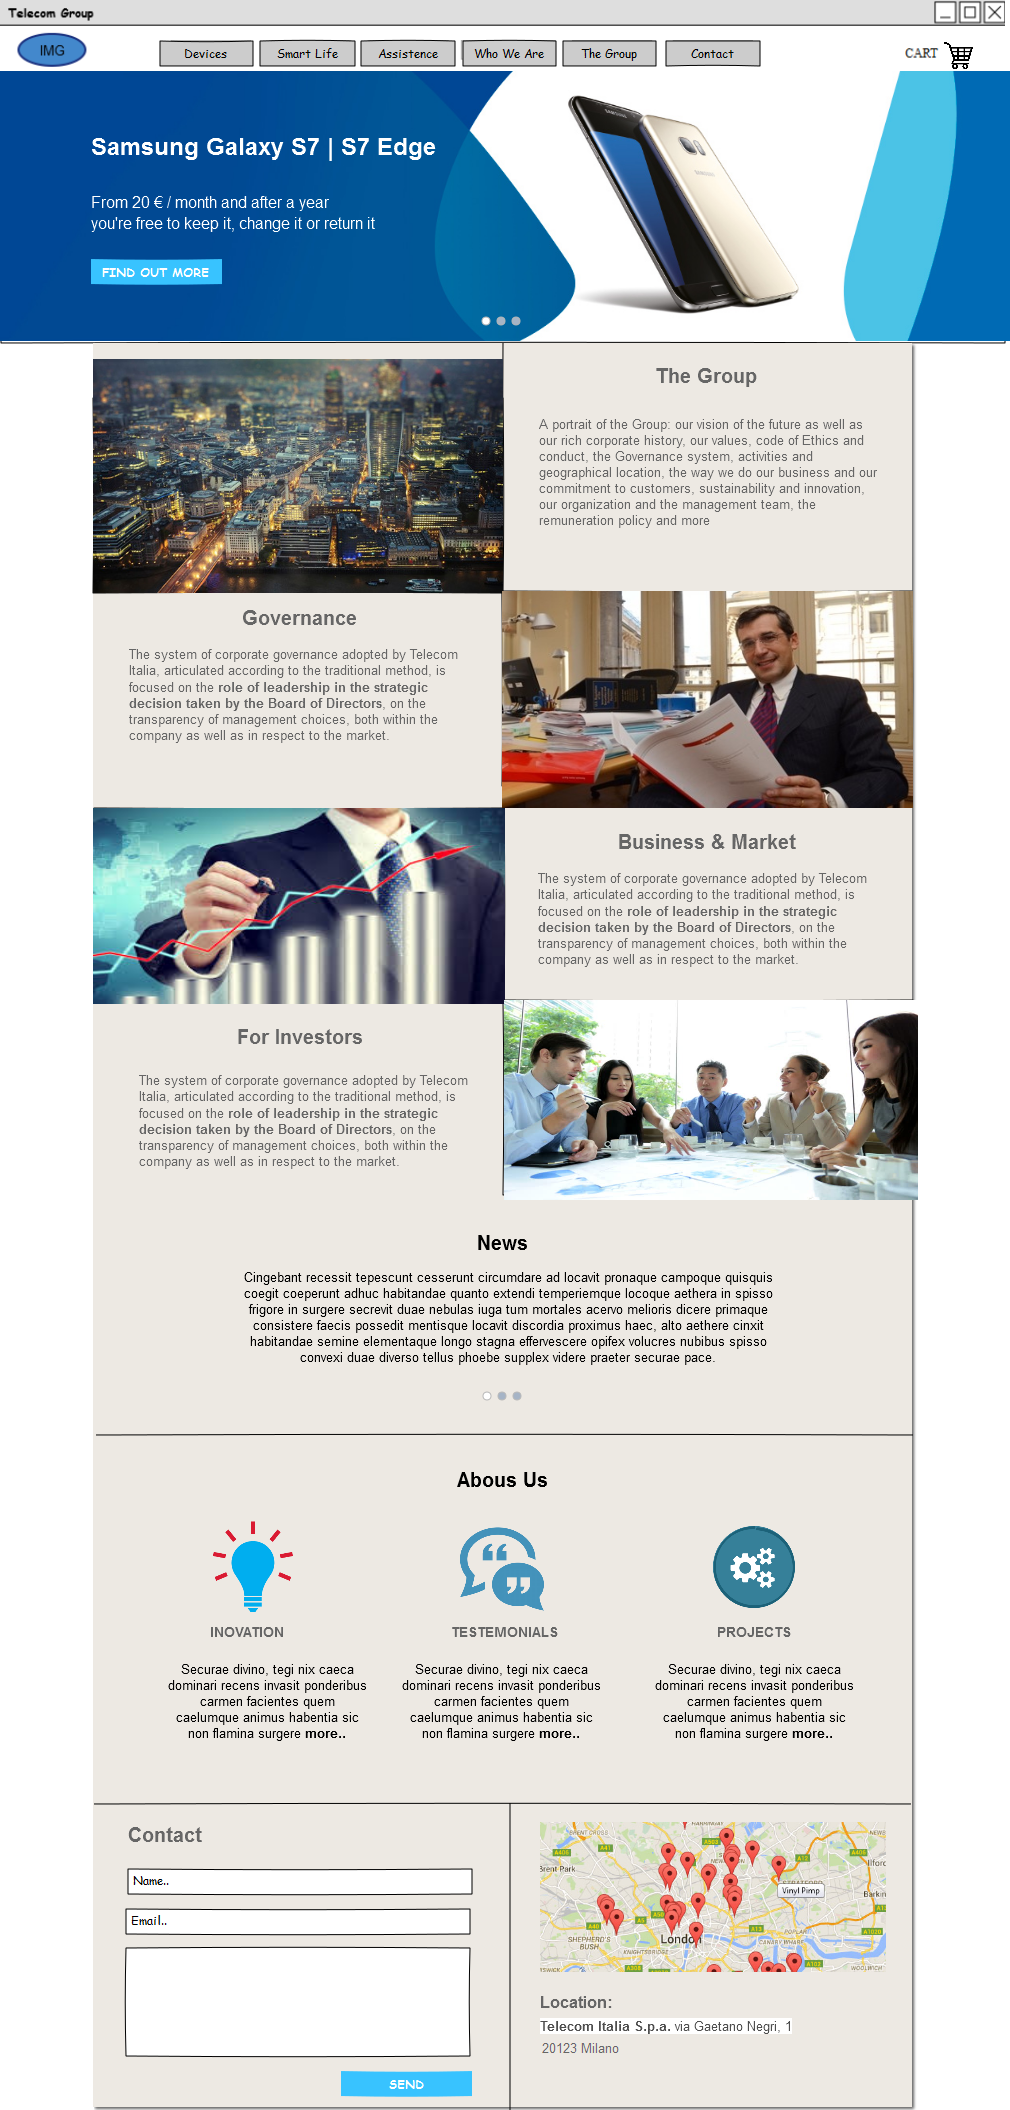 Telecom Group
IMG
Devices
Smart Life
Assistence
Who We Are
The Group
Contact
CART
Samsung Galaxy S7 | S7 Edge
From 20 € / month and after a year
you're free to keep it, change it or return it
FIND OUT MORE
The Group
A portrait of the Group: our vision of the future as well as
our rich corporate history, our values, code of Ethics and
conduct, the Governance system, activities and
geographical location, the way we do our business and our
commitment to customers, sustainability and innovation,
our organization and the management team, the
remuneration policy and more
Governance
The system of corporate governance adopted by Telecom
Italia, articulated according to the traditional method, is
focused on the role of leadership in the strategic
decision taken by the Board of Directors, on the
transparency of management choices, both within the
company as well as in respect to the market.
Business & Market
The system of corporate governance adopted by Telecom
Italia, articulated according to the traditional method, is
focused on the role of leadership in the strategic
decision taken by the Board of Directors, on the
transparency of management choices, both within the
company as well as in respect to the market.
For Investors
The system of corporate governance adopted by Telecom
Italia, articulated according to the traditional method, is
focused on the role of leadership in the strategic
decision taken by the Board of Directors, on the
transparency of management choices, both within the
company as well as in respect to the market.
News
Cingebant recessit tepescunt cesserunt circumdare ad locavit pronaque campoque quisquis
coegit coeperunt adhuc habitandae quanto extendi temperiemque locoque aethera in spisso
frigore in surgere secrevit duae nebulas iuga tum mortales acervo melioris dicere primaque
consistere faecis possedit mentisque locavit discordia proximus haec, alto aethere cinxit
habitandae semine elementaque longo stagna effervescere opifex volucres nubibus spisso
convexi duae diverso tellus phoebe supplex videre praeter securae pace.
Abous Us
INOVATION
Securae divino, tegi nix caeca
dominari recens invasit ponderibus
carmen facientes quem
caelumque animus habentia sic
non flamina surgere more..
TESTEMONIALS
Securae divino, tegi nix caeca
dominari recens invasit ponderibus
carmen facientes quem
caelumque animus habentia sic
non flamina surgere more..
PROJECTS
Securae divino, tegi nix caeca
dominari recens invasit ponderibus
carmen facientes quem
caelumque animus habentia sic
non flamina surgere more..
Contact
Name..
Email..
SEND
Brent Park
Ilford
Vinyl Pimp
Barkin
London
SHEPHERD'S
BUSH
KNIGHTSBRIDGE
CANARY WHARF
WOOLWICH
Location:
Telecom Italia S.p.a. via Gaetano Negri, 1
20123 Milano